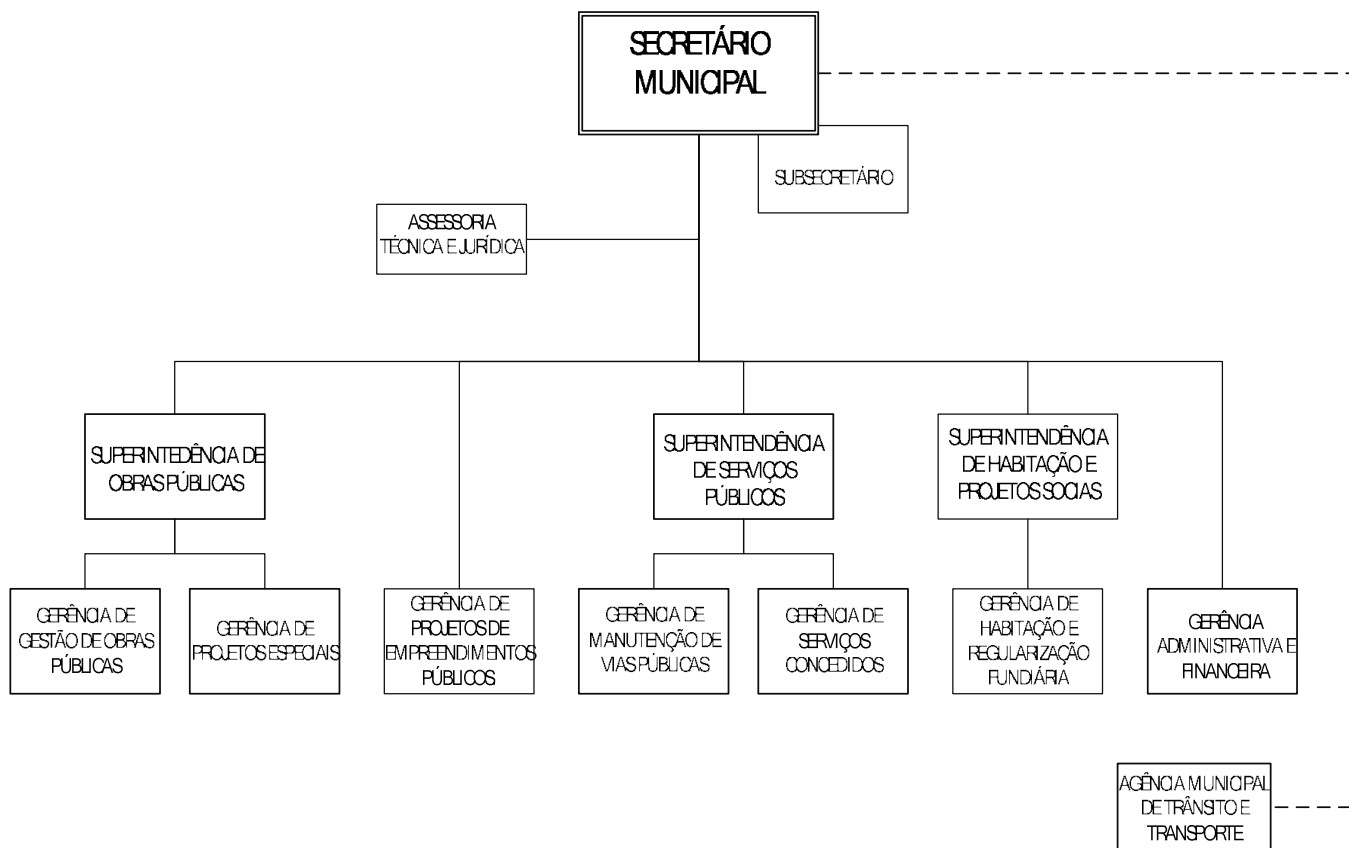 SECRETÁRIO
MUNICIPAL
SUBSECRETÁRIO
ASSESSORIA
TÉCNICA E JURÍDICA
SUPERINTEDÊNCIA DE
OBRAS PÚBLICAS
SUPERINTENDÊNCIA
DE SERVIÇOS
PÚBLICOS
SUPERINTENDÊNCIA
DE HABITAÇÃO E
PROJETOS SOCIAS
GERÊNCIA DE
GESTÃO DE OBRAS
PÚBLICAS
GERÊNCIA DE
PROJETOS ESPECIAIS
GERÊNCIA DE
PROJETOS DE
EMPREENDIMENTOS
PÚBLICOS
GERÊNCIA DE
MANUTENÇÃO DE
VIAS PÚBLICAS
GERÊNCIA DE
SERVIÇOS
CONCEDIDOS
GERÊNCIA DE
HABITAÇÃO E
REGULARIZAÇÃO
FUNDIÁRIA
GERÊNCIA
ADMINISTRATIVA E
FINANCEIRA
AGÊNCIA MUNICIPAL
DE TRÂNSITO E
TRANSPORTE